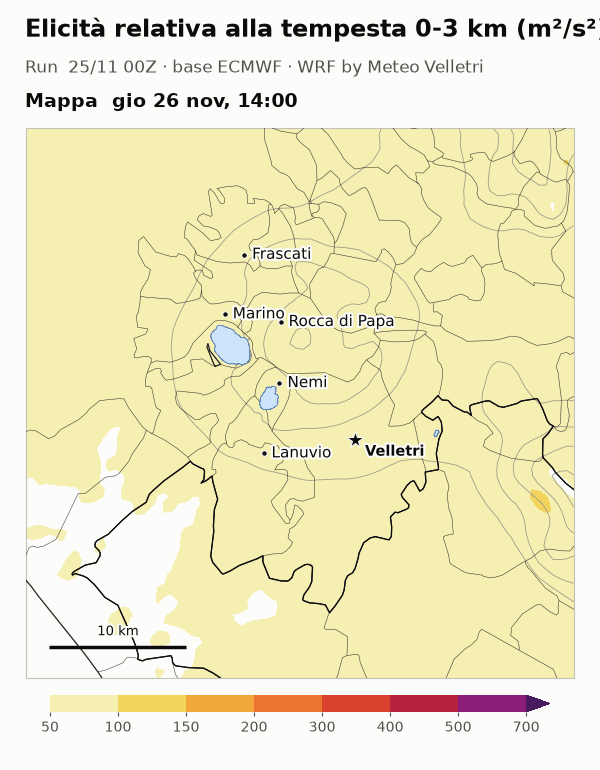 Elicità relativa alla tempesta 0-3 km (m²/s²)
Run  25/11 00Z · base ECMWF · WRF by Meteo Velletri
Mappa  gio 26 nov, 14:00
Frascati
Marino
Rocca di Papa
Nemi
Velletri
Lanuvio
10 km
50 100 150 200 300 400 500 700